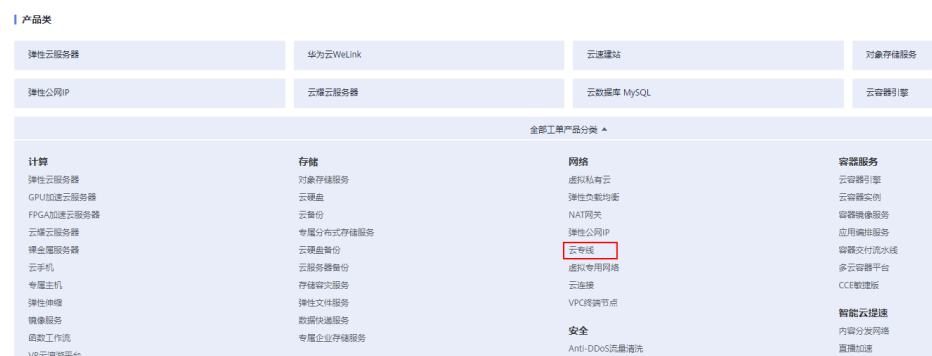 产品类
弹性云服务器
华为云WeLink
云速建站
对象存储服务
弹性公网IP
云耀云服务器
云数据库 MySQL
云容器引擎
全部工单产品分类
计算
弹性云服务器
GPU加速云服务器
FPGA加速云服务器
云耀云服务器
裸金属服务器
云手机
专属主机
弹性伸缩
镜像服务
函数工作流
VR云渲游平台
存储
对象存储服务
云硬盘
云备份
专属分布式存储服务
云硬盘备份
云服务器备份
存储容灾服务
弹性文件服务
数据快递服务
专属企业存储服务
网络
虚拟私有云
弹性负载均衡
NAT网关
弹性公网IP
云专线
虚拟专用网络
云连接
VPC终端节点
安全
Anti-DDoS流量清洗
容器服务
云容器引擎
云容器实例
容器镜像服务
应用编排服务
容器交付流水线
多云容器平台
CCE敏捷版
智能云提速
内容分发网络
直播加速